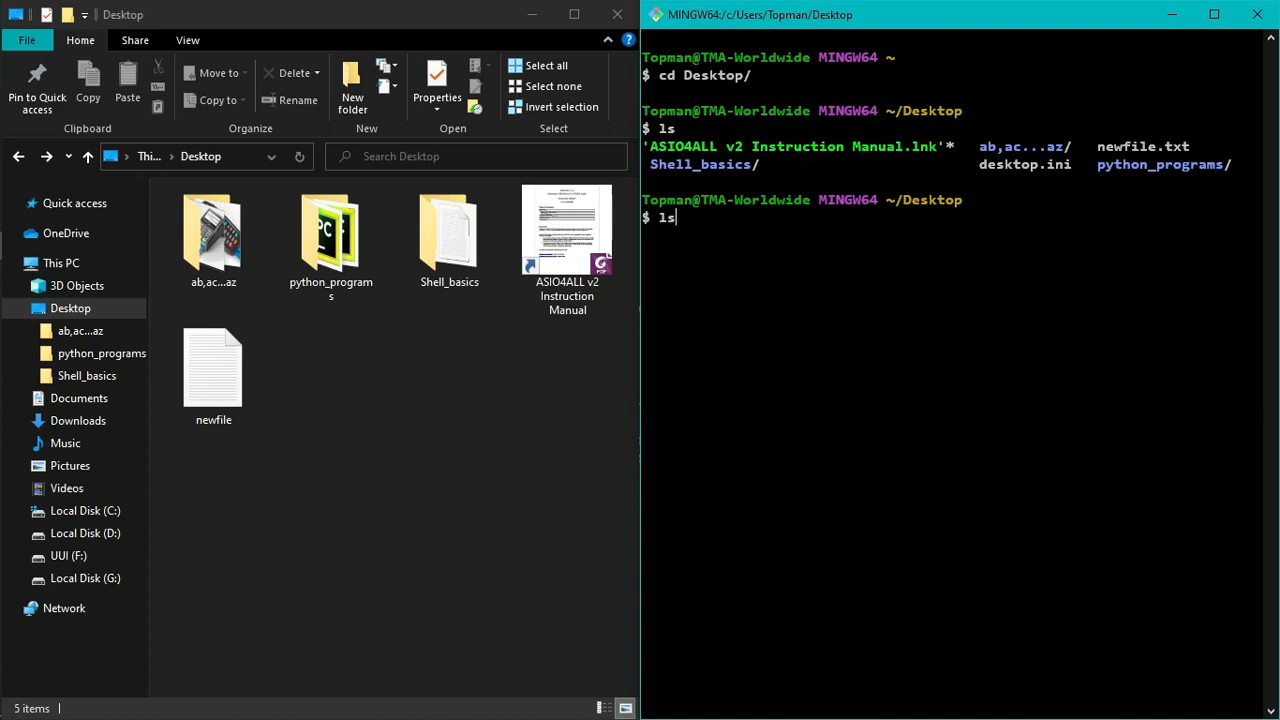 Desktop
File
Home
Share
View
Pin to Quick access
Copy
Paste
Move to
Copy to
Delete
Rename
New folder
Properties
Select all
Select none
Invert selection
Clipboard
Organize
New
Open
Select
Thi...
Desktop
Search Desktop
Quick access
OneDrive
This PC
3D Objects
Desktop
ab,ac...az
python_programs
Shell_basics
Documents
Downloads
Music
Pictures
Videos
Local Disk (C:)
Local Disk (D:)
UUI (F:)
Local Disk (G:)
Network
ab,ac...az
python_program
s
Shell_basics
ASIO4ALL v2
Instruction
Manual
newfile
5 items
MINGW64:/c/Users/Topman/Desktop
Topman@TMA-Worldwide MINGW64 ~
$ cd Desktop/
Topman@TMA-Worldwide MINGW64 ~/Desktop
$ ls
'ASIO4ALL v2 Instruction Manual.lnk'* ab,ac...az/ newfile.txt
Shell_basics/ desktop.ini python_programs/
Topman@TMA-Worldwide MINGW64 ~/Desktop
$ ls